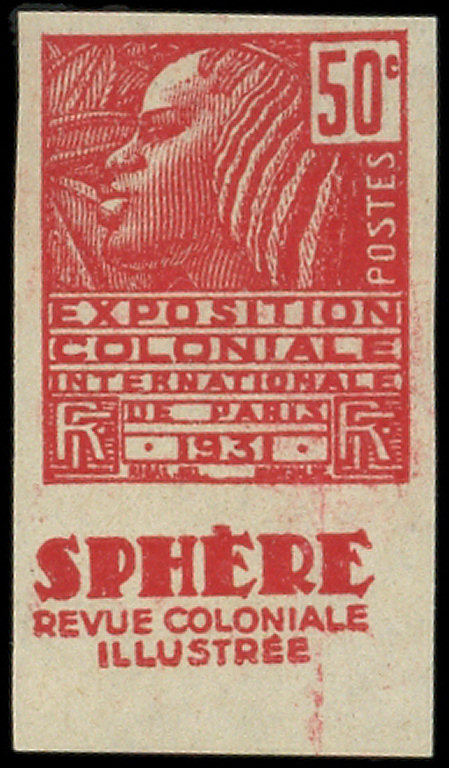 50c
POSTES
EXPOSITION
COLONIALE
INTERNATIONALE
DE PARIS
RF RF
· 1931 ·
SPHÈRE
REVUE COLONIALE
ILLUSTRÉE